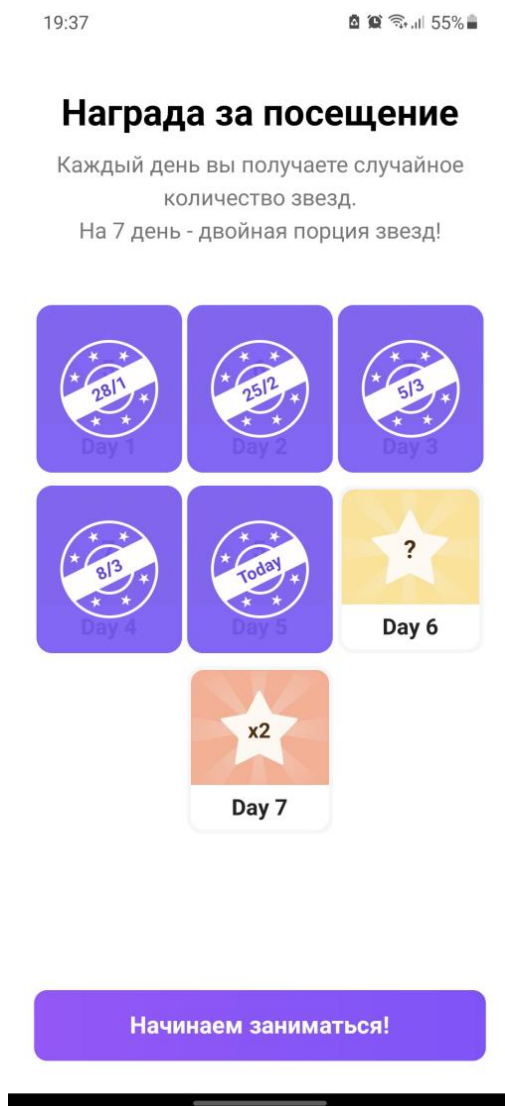 19:37
55%
Награда за посещение
Каждый день вы получаете случайное
количество звезд.
На 7 день - двойная порция звезд!
28/1
Day 1
25/2
Day 2
5/3
Day 3
8/3
Day 4
Today
Day 5
?
Day 6
x2
Day 7
Начинаем заниматься!